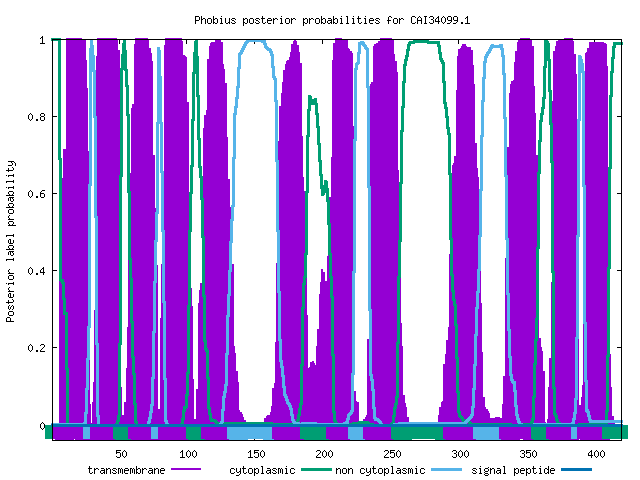 Phobius posterior probabilities for CAI34099.1
1
0.8
0.6
0.4
0.2
0
Posterior label probability
50 100 150 200 250 300 350 400
transmembrane cytoplasmic non cytoplasmic signal peptide